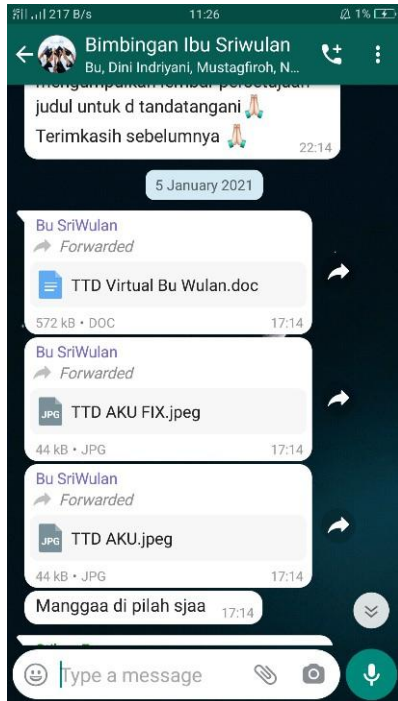 217 B/s 11:26 1%
Bimbingan Ibu Sriwulan
Bu, Dini Indriyani, Mustagfiroh, N...
judul untuk d tandatangani 🙏🏻
Terimkasih sebelumnya 🙏🏻
22:14
5 January 2021
Bu SriWulan
Forwarded
TTD Virtual Bu Wulan.doc
572 kB • DOC 17:14
Bu SriWulan
Forwarded
JPG TTD AKU FIX.jpeg
44 kB • JPG 17:14
Bu SriWulan
Forwarded
JPG TTD AKU.jpeg
44 kB • JPG 17:14
Manggaa di pilah sjaa 17:14
Type a message